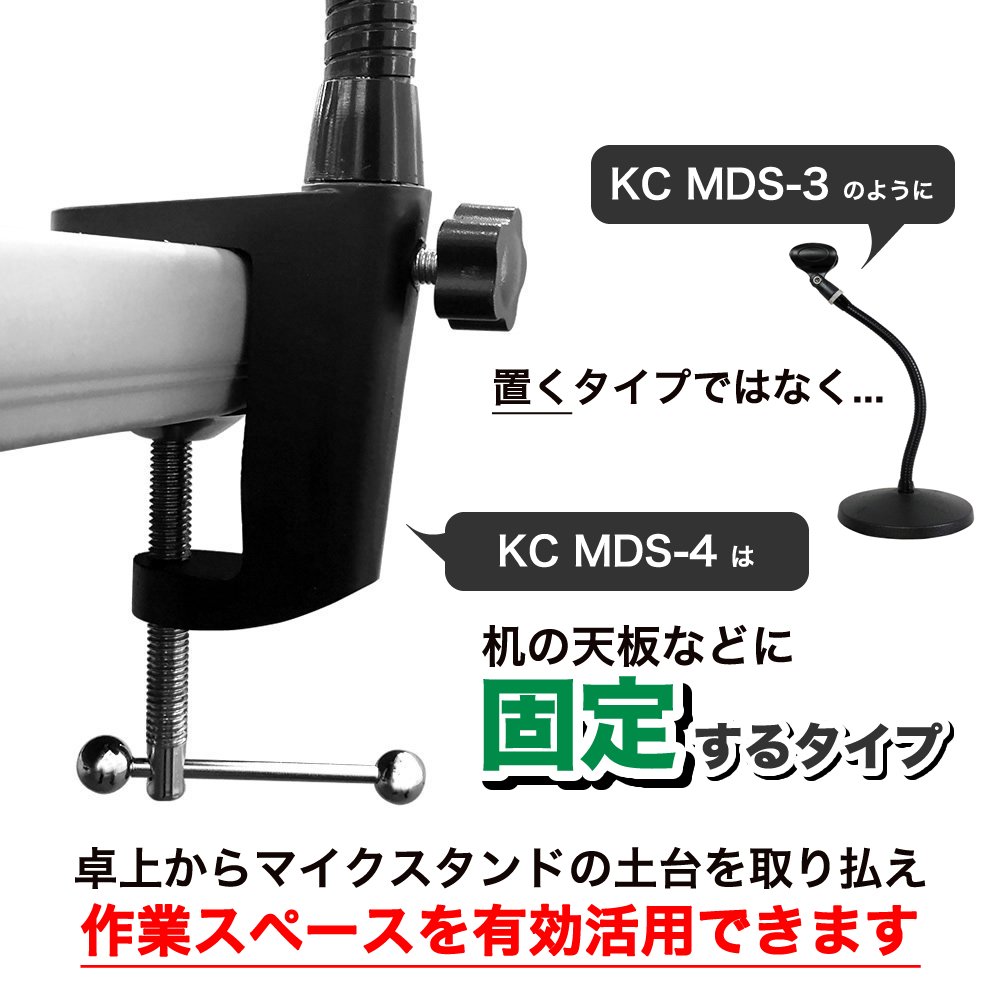 KC MDS-3 のように
置くタイプではなく...
KC MDS-4 は
机の天板などに
固定するタイプ
卓上からマイクスタンドの土台を取り払え
作業スペースを有効活用できます